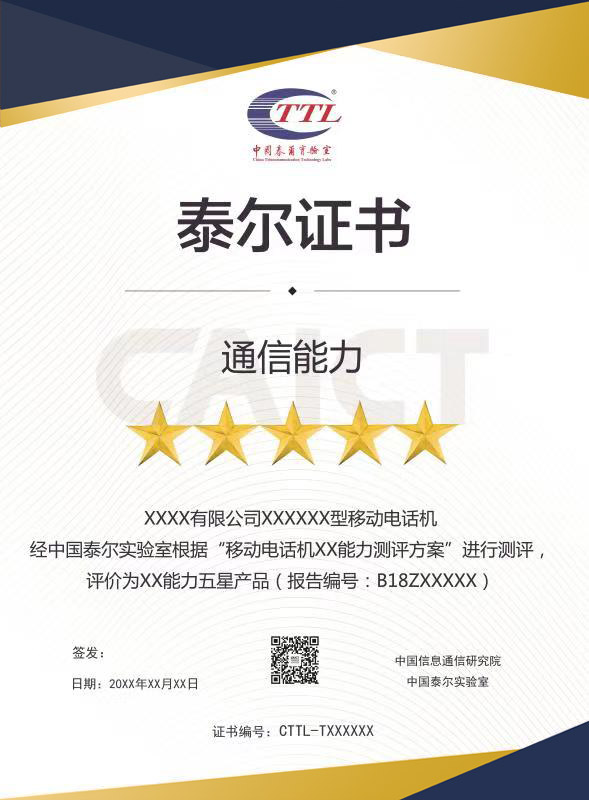 CTTL®
中国泰尔实验室
China Telecommunication Technology Labs
泰尔证书
CAICT
通信能力
XXXX有限公司XXXXXX型移动电话机
经中国泰尔实验室根据“移动电话机XX能力测评方案”进行测评，
评价为XX能力五星产品（报告编号：B18ZXXXXX）
签发：
中国信息通信研究院
日期：20XX年XX月XX日
中国泰尔实验室
证书编号：CTTL-TXXXXXX